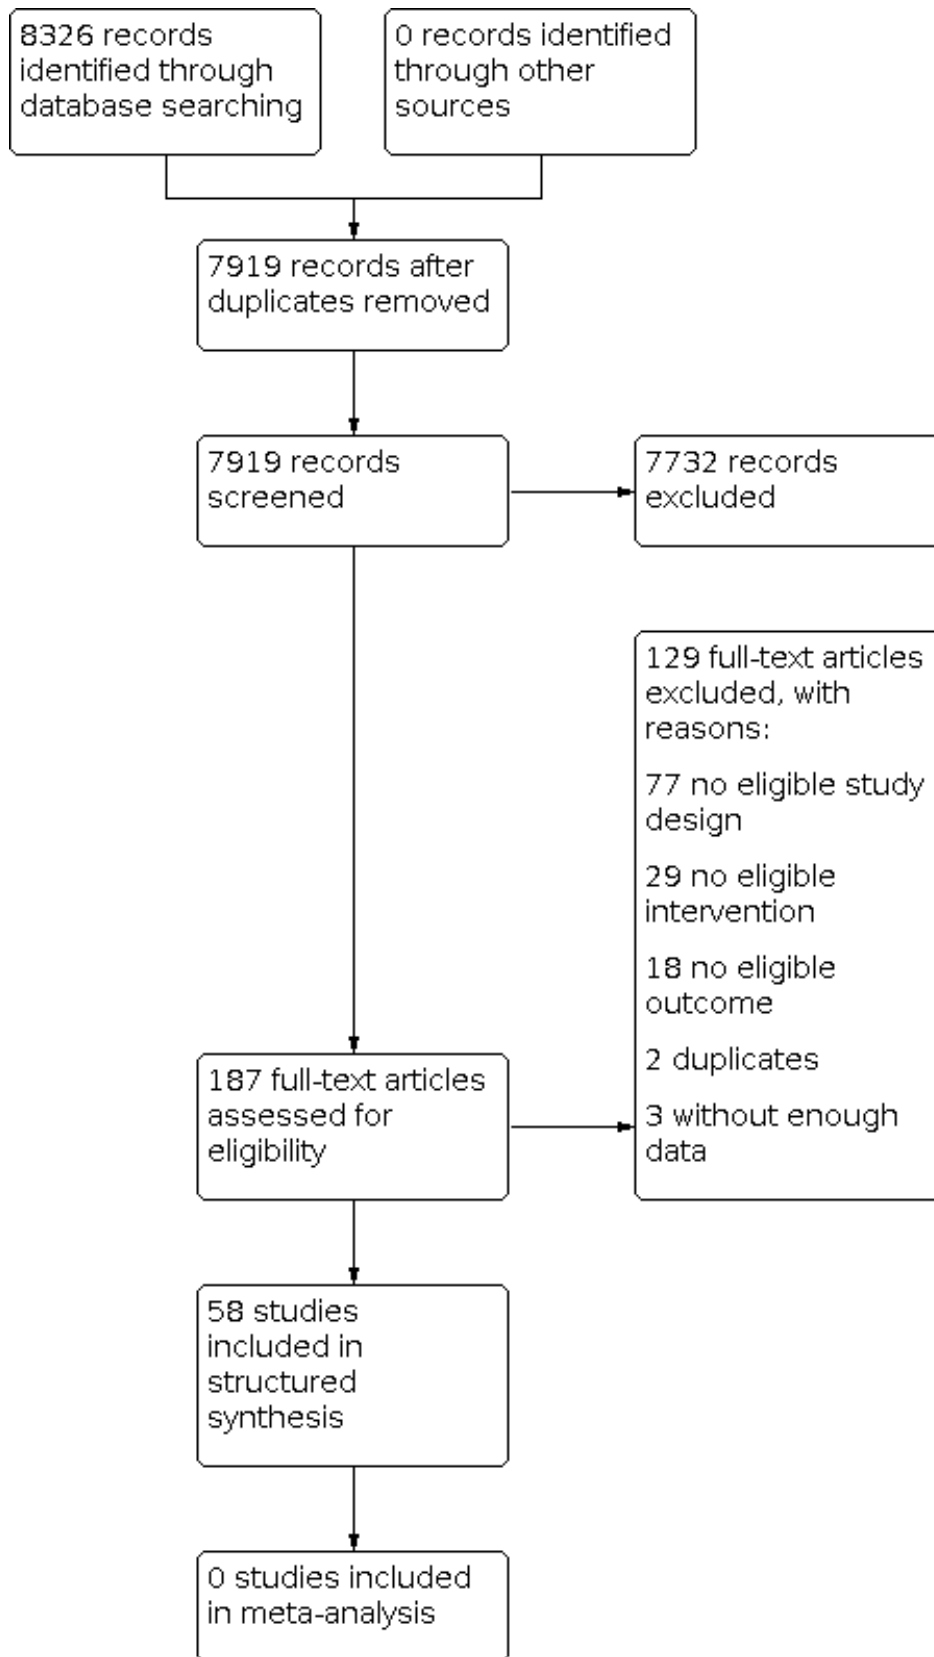 8326 records
identified through
database searching
0 records identified
through other
sources
7919 records after
duplicates removed
7919 records
screened
7732 records
excluded
129 full-text articles
excluded, with
reasons:
77 no eligible study
design
29 no eligible
intervention
18 no eligible
outcome
2 duplicates
3 without enough
data
187 full-text articles
assessed for
eligibility
58 studies
included in
structured
synthesis
0 studies included
in meta-analysis